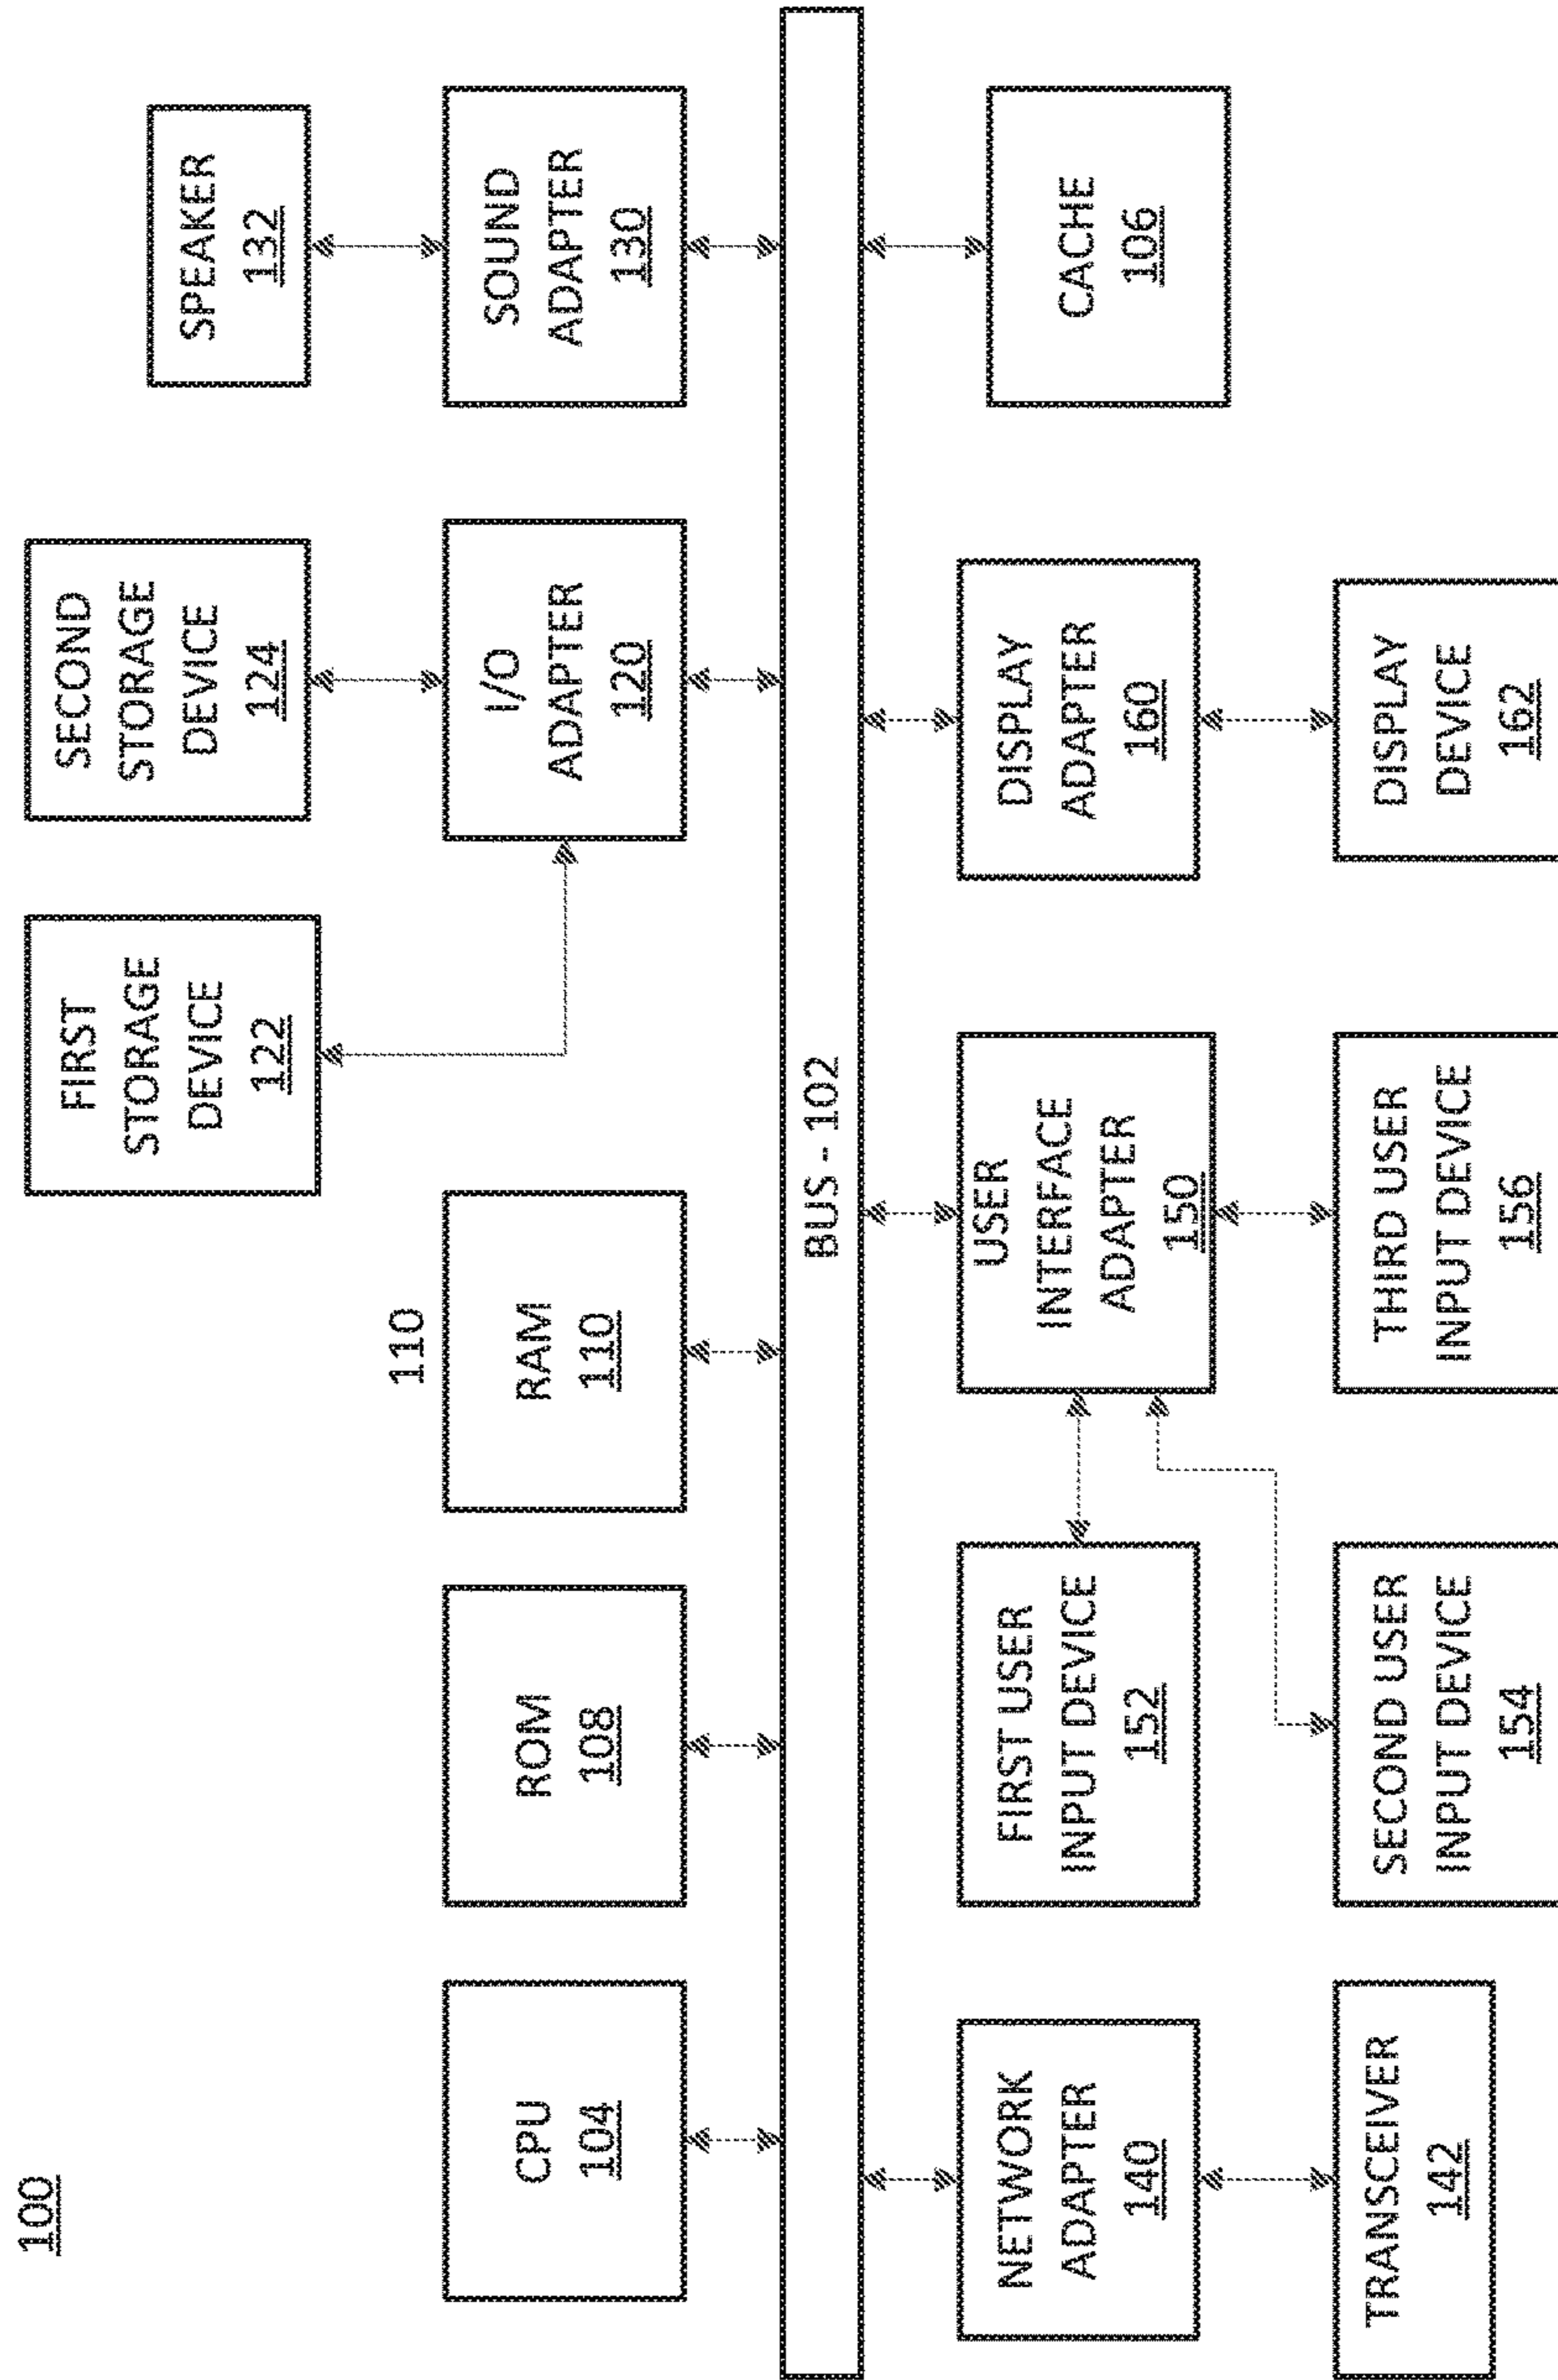 100
FIRST
STORAGE
DEVICE
122
SECOND
STORAGE
DEVICE
124
SPEAKER
132
110
CPU
104
ROM
108
RAM
110
I/O
ADAPTER
120
SOUND
ADAPTER
130
BUS - 102
NETWORK
ADAPTER
140
FIRST USER
INPUT DEVICE
152
USER
INTERFACE
ADAPTER
150
DISPLAY
ADAPTER
160
CACHE
106
TRANSCEIVER
142
SECOND USER
INPUT DEVICE
154
THIRD USER
INPUT DEVICE
156
DISPLAY
DEVICE
162